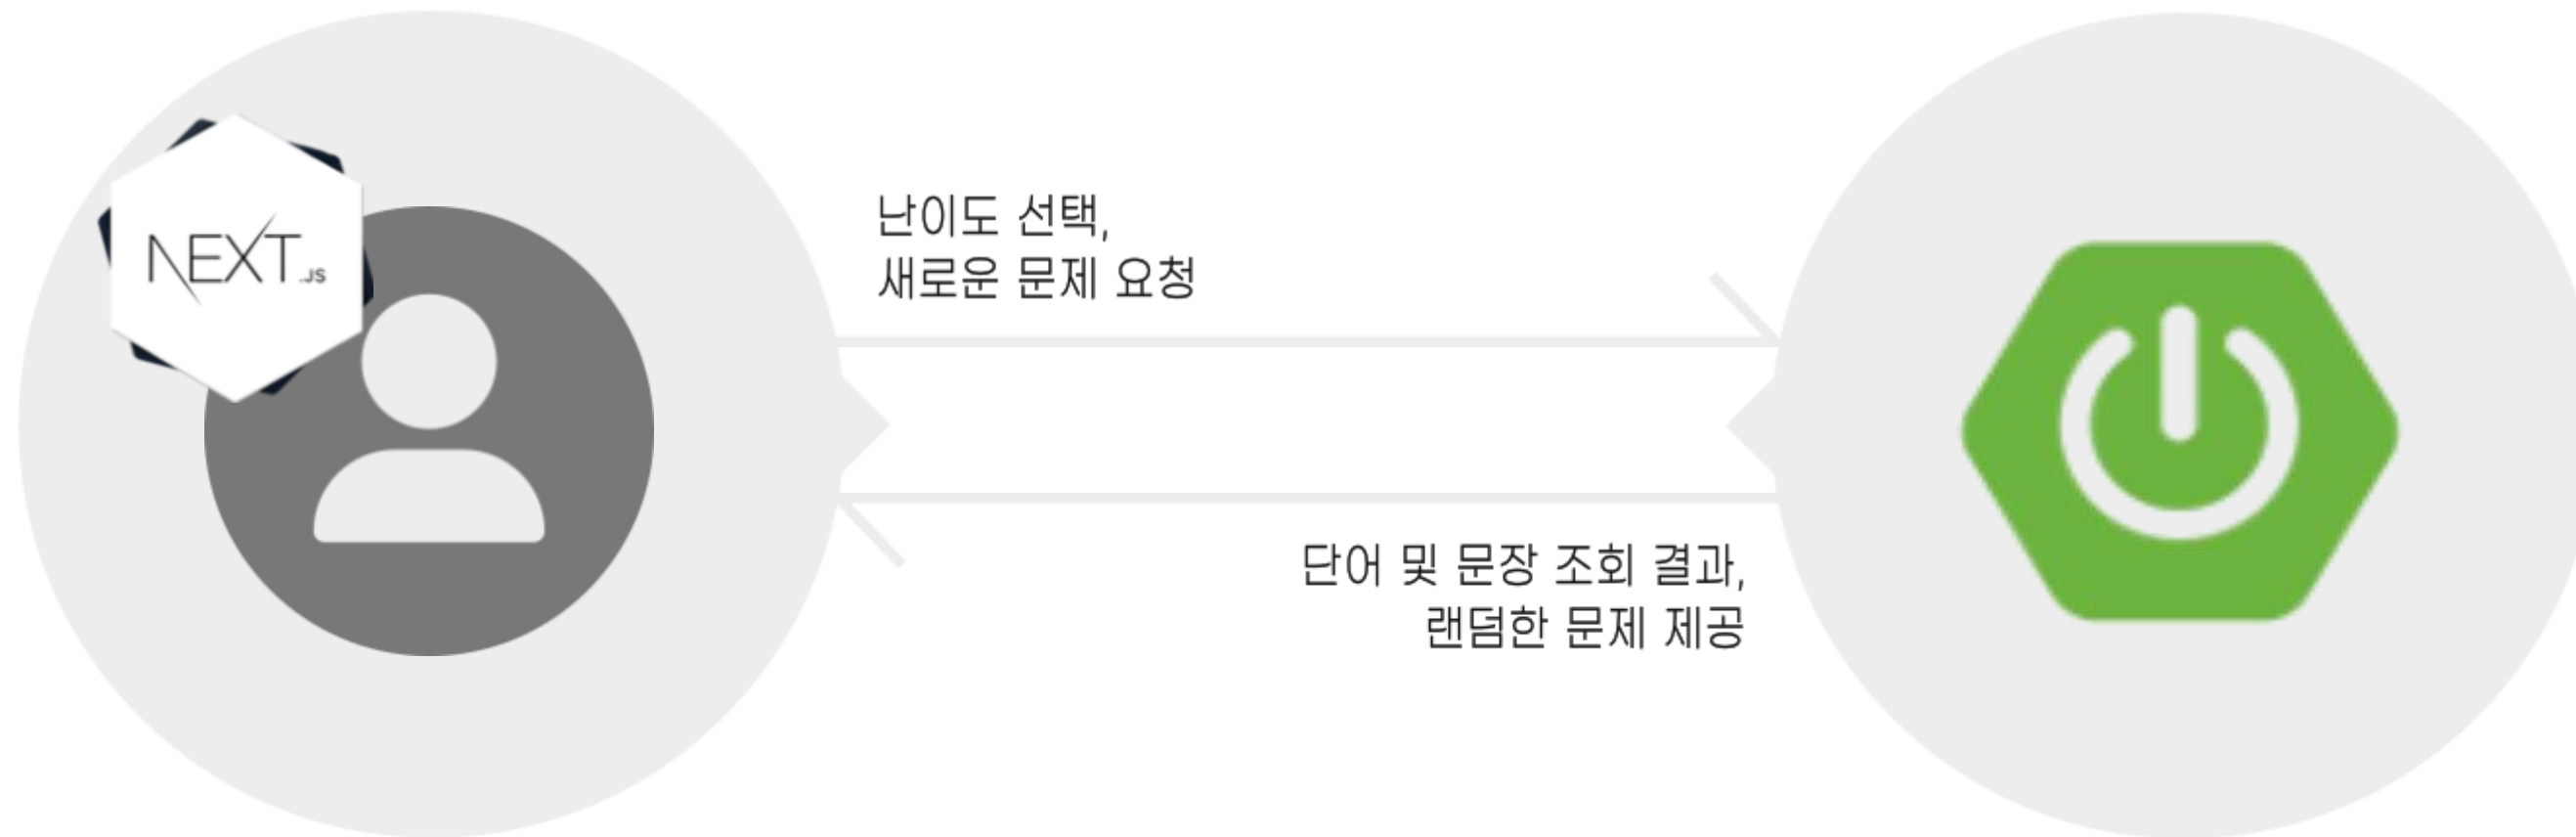 NEXT.JS
난이도 선택,
새로운 문제 요청
단어 및 문장 조회 결과,
랜덤한 문제 제공